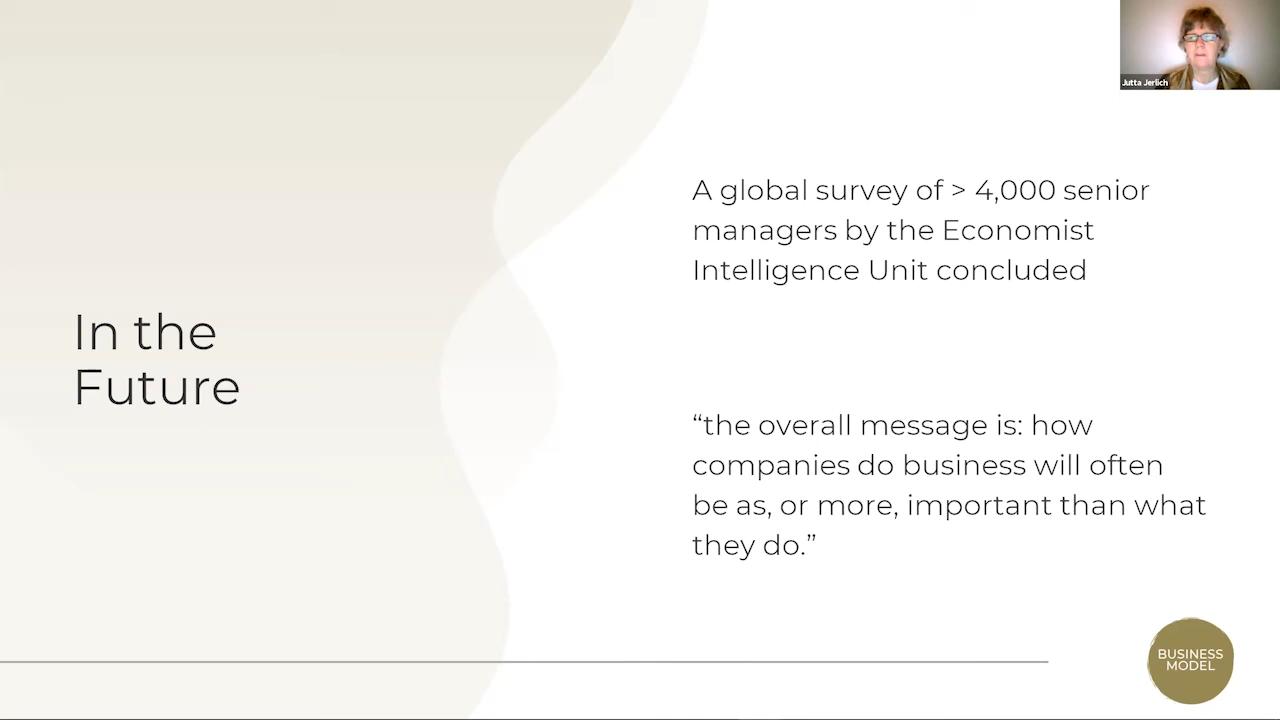 Jutta Jerlich
A global survey of > 4,000 senior
managers by the Economist
Intelligence Unit concluded
In the
Future
“the overall message is: how
companies do business will often
be as, or more, important than what
they do.”
BUSINESS
MODEL